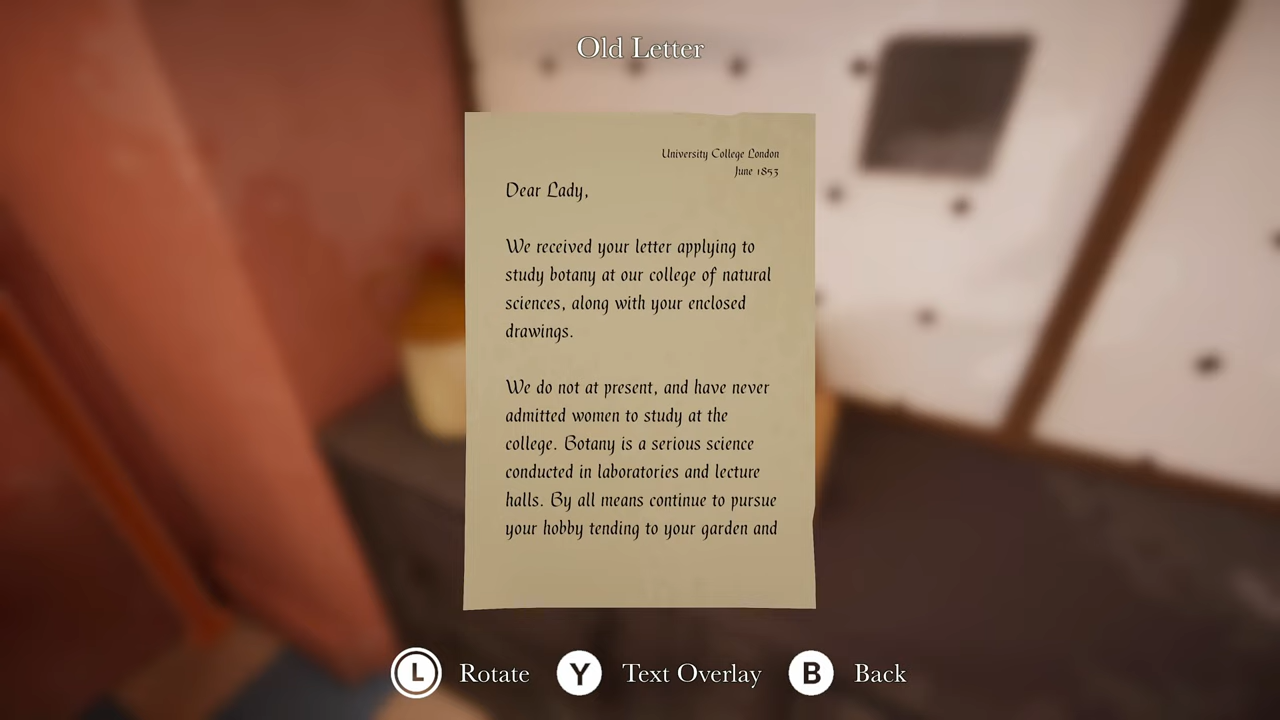 Old Letter
University College London
June 1853
Dear Lady,
We received your letter applying to
study botany at our college of natural
sciences, along with your enclosed
drawings.
We do not at present, and have never
admitted women to study at the
college. Botany is a serious science
conducted in laboratories and lecture
halls. By all means continue to pursue
your hobby tending to your garden and
L Rotate Y Text Overlay B Back